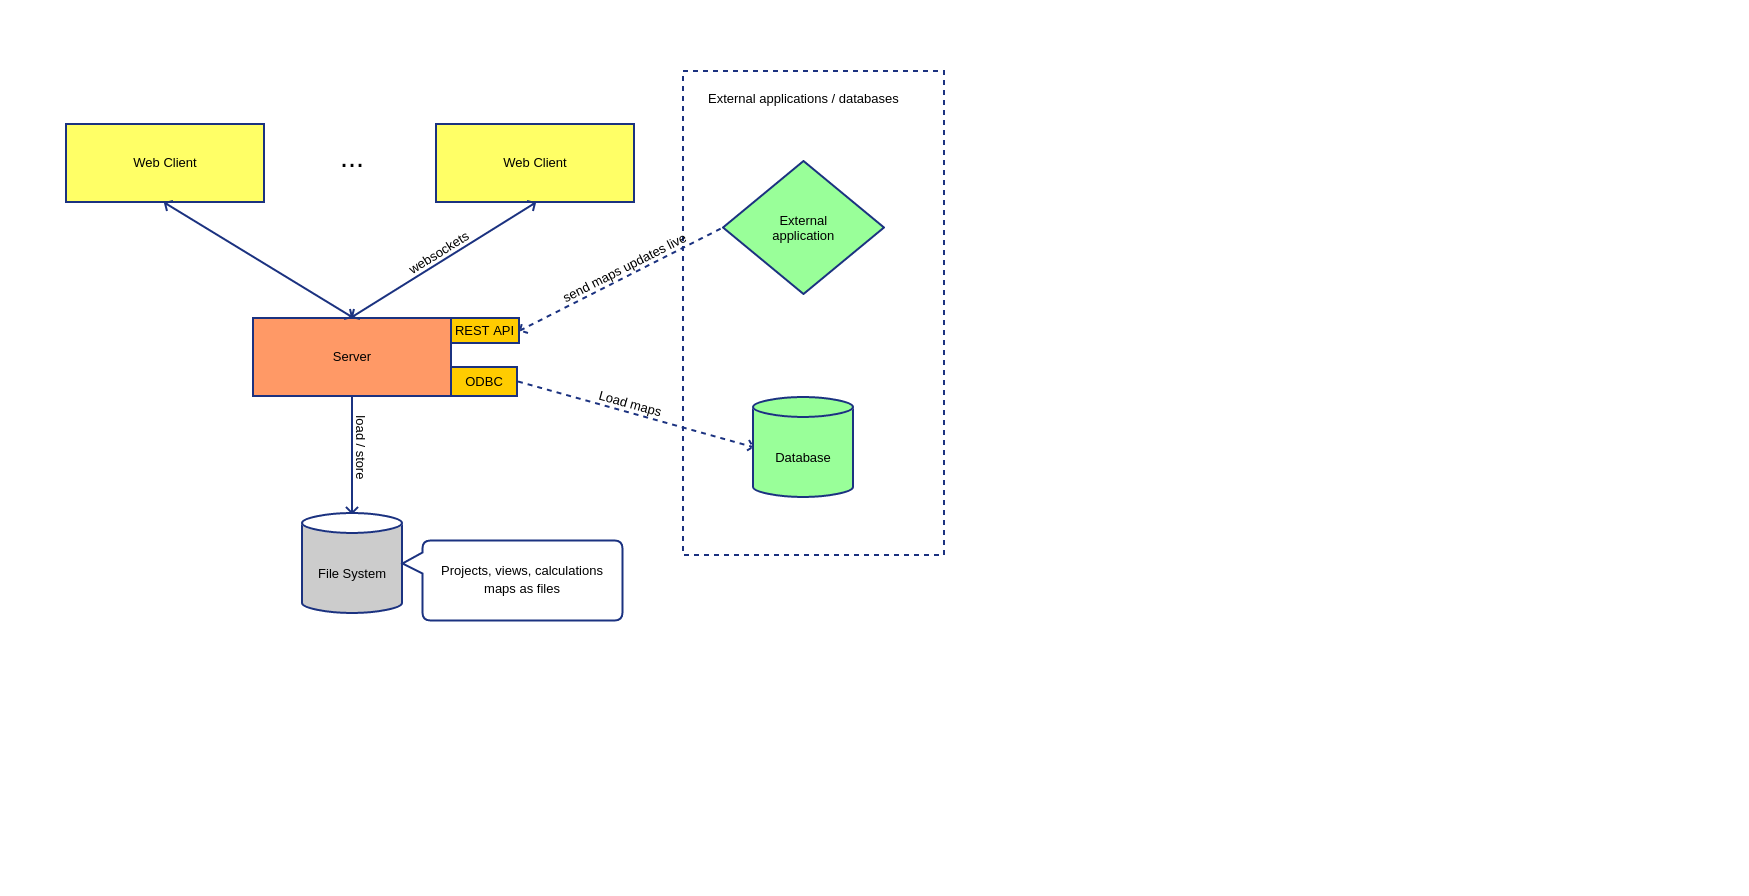 External applications / databases
Web Client
...
Web Client
External
application
websockets
send maps updates live
REST API
Server
ODBC
Load maps
load / store
Database
File System
Projects, views, calculations
maps as files